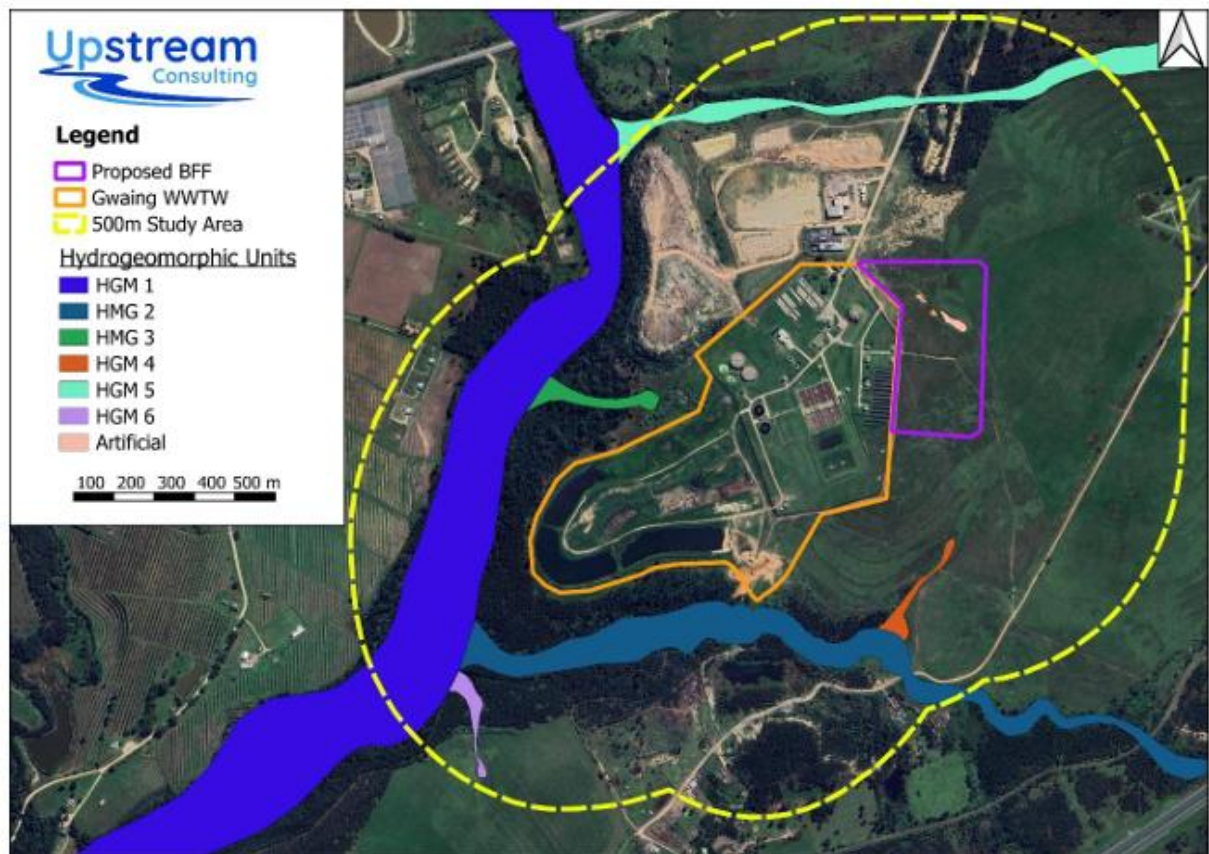 Upstream
Consulting
Legend
Proposed BFF
Gwaing WWTW
500m Study Area
Hydrogeomorphic Units
HGM 1
HMG 2
HMG 3
HGM 4
HGM 5
HGM 6
Artificial
100 200 300 400 500 m